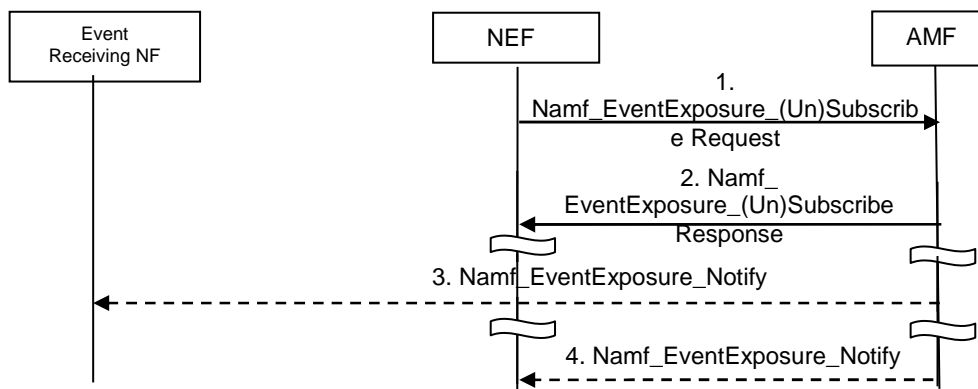 Event
Receiving NF
NEF
AMF
1.
Namf_EventExposure_(Un)Subscrib
e Request
2. Namf_
EventExposure_(Un)Subscribe
Response
3. Namf_EventExposure_Notify
4. Namf_EventExposure_Notify